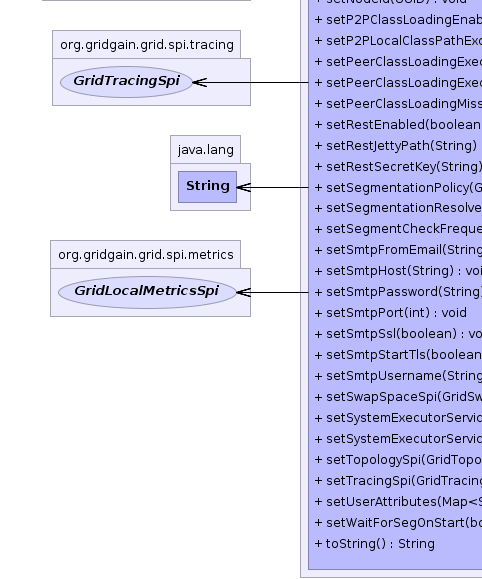 org.gridgain.grid.spi.tracing
GridTracingSpi
java.lang
String
org.gridgain.grid.spi.metrics
GridLocalMetricsSpi
+ setNodeId(UUID) : void
+ setP2PClassLoadingEnab
+ setP2PLocalClassPathExc
+ setPeerClassLoadingExec
+ setPeerClassLoadingExec
+ setPeerClassLoadingMiss
+ setRestEnabled(boolean
+ setRestJettyPath(String)
+ setRestSecretKey(String)
+ setSegmentationPolicy(G
+ setSegmentationResolve
+ setSegmentCheckFreque
+ setSmtpFromEmail(String
+ setSmtpHost(String) : voi
+ setSmtpPassword(String)
+ setSmtpPort(int) : void
+ setSmtpSsl(boolean) : vo
+ setSmtpStartTls(boolean
+ setSmtpUsername(String
+ setSwapSpaceSpi(GridSw
+ setSystemExecutorServic
+ setSystemExecutorServic
+ setTopologySpi(GridTopo
+ setTracingSpi(GridTracing
+ setUserAttributes(Map<S
+ setWaitForSegOnStart(bo
+ toString() : String